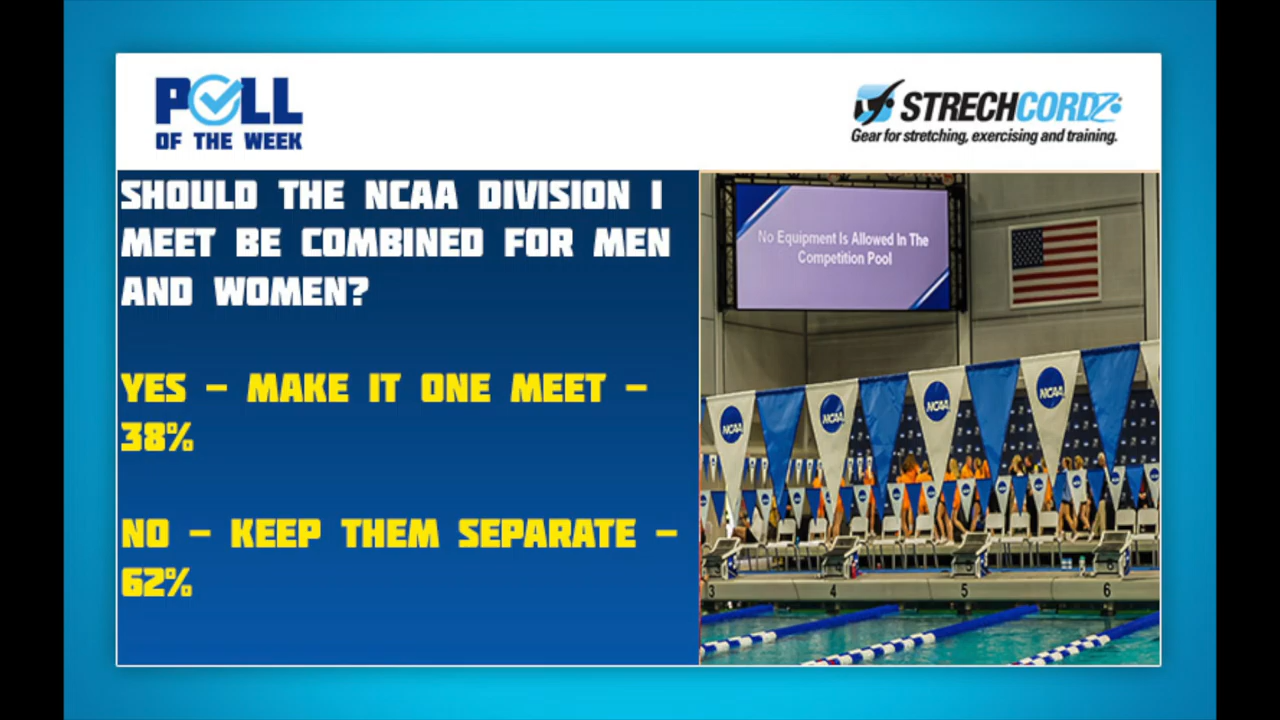 POLL
OF THE WEEK
STRECHCORDZ
Gear for stretching, exercising and training.
SHOULD THE NCAA DIVISION I
MEET BE COMBINED FOR MEN
AND WOMEN?
YES – MAKE IT ONE MEET –
38%
NO – KEEP THEM SEPARATE –
62%
No Equipment Is Allowed In The
Competition Pool
NCAA NCAA NCAA NCAA
3 4 5 6